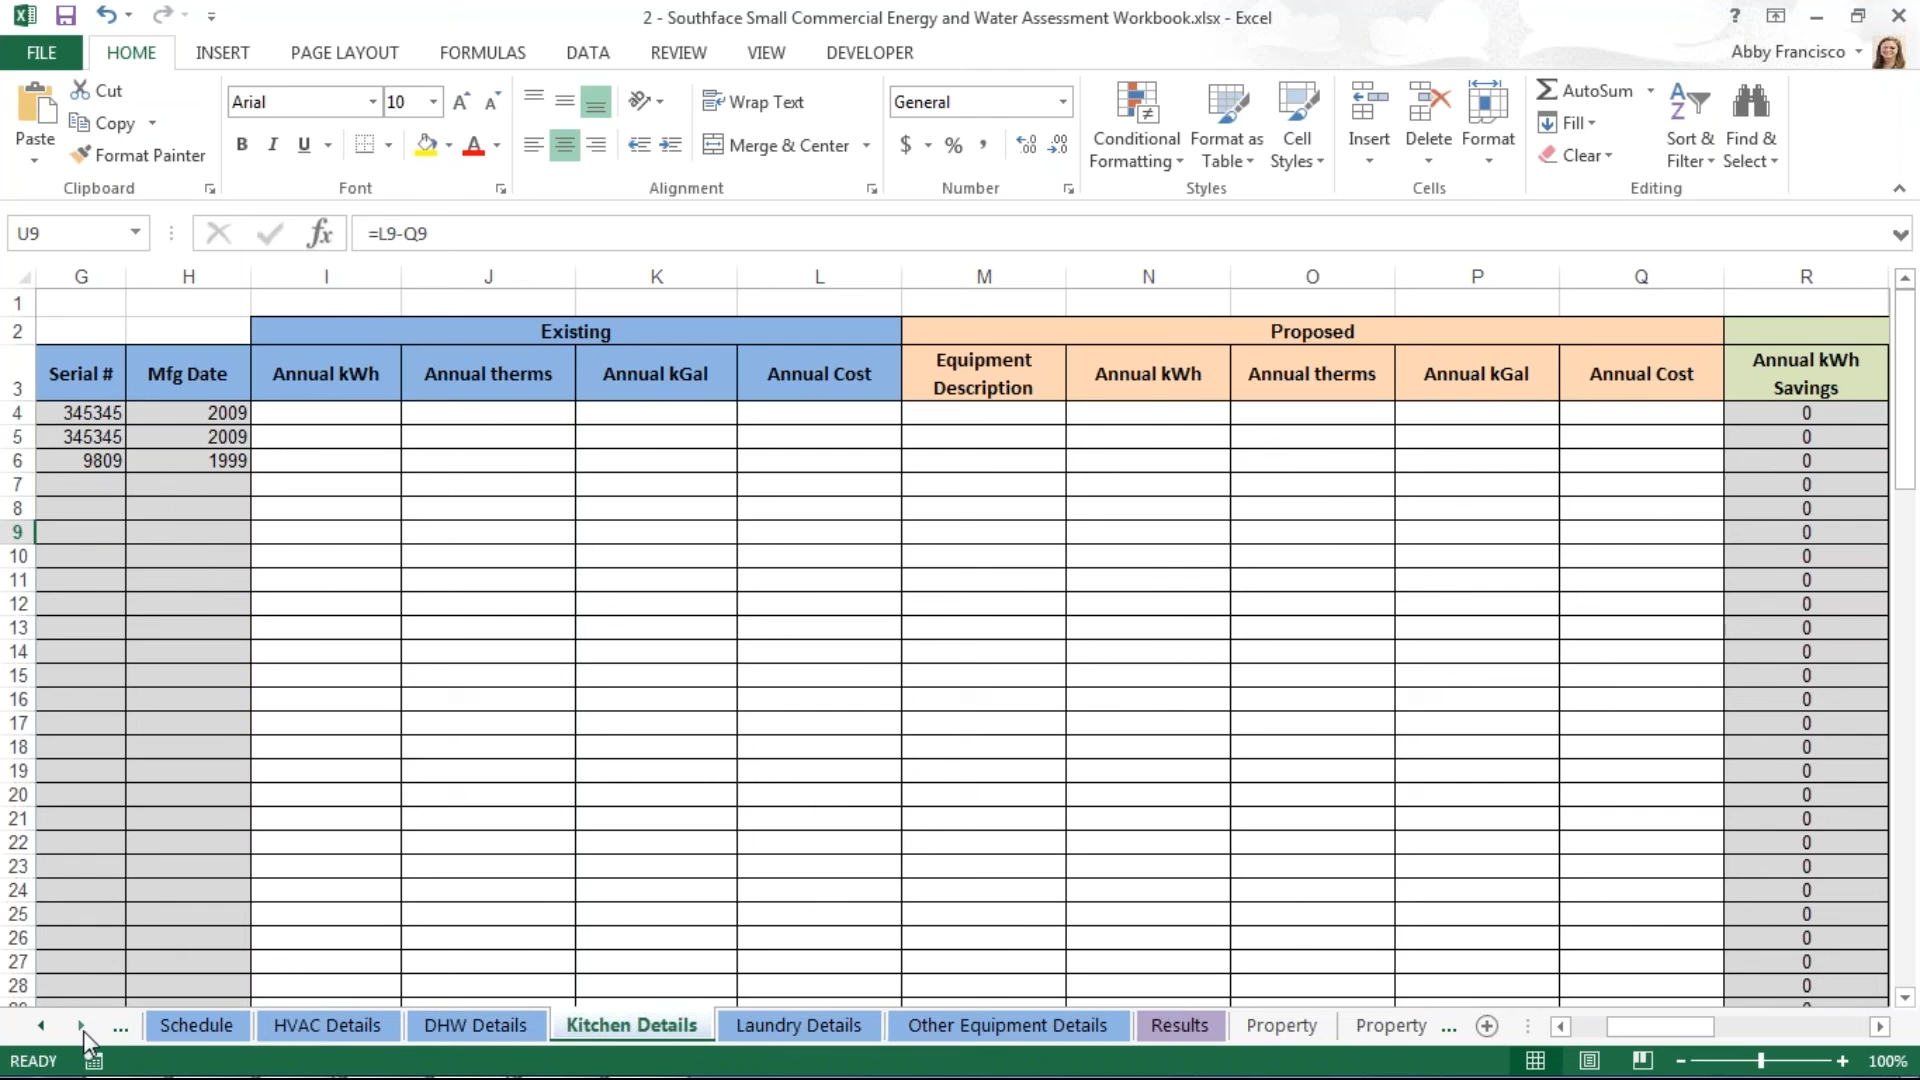 2 - Southface Small Commercial Energy and Water Assessment Workbook.xlsx - Excel
?
FILE HOME INSERT PAGE LAYOUT FORMULAS DATA REVIEW VIEW DEVELOPER Abby Francisco
Paste
Cut
Copy
Format Painter
Clipboard
Arial 10
B I U
Font
Wrap Text
Merge & Center
Alignment
General
$ % ,
Number
Conditional Formatting
Format as Table
Cell Styles
Styles
Insert
Delete
Format
Cells
AutoSum
Fill
Clear
Sort & Filter
Find & Select
Editing
U9 fx =L9-Q9
G H I J K L M N O P Q R
1
2 Existing Proposed
3 Serial # Mfg Date Annual kWh Annual therms Annual kGal Annual Cost Equipment Description Annual kWh Annual therms Annual kGal Annual Cost Annual kWh Savings
4 345345 2009 0
5 345345 2009 0
6 9809 1999 0
7 0
8 0
9 0
10 0
11 0
12 0
13 0
14 0
15 0
16 0
17 0
18 0
19 0
20 0
21 0
22 0
23 0
24 0
25 0
26 0
27 0
28 0
... Schedule HVAC Details DHW Details Kitchen Details Laundry Details Other Equipment Details Results Property Property ...
READY 100%